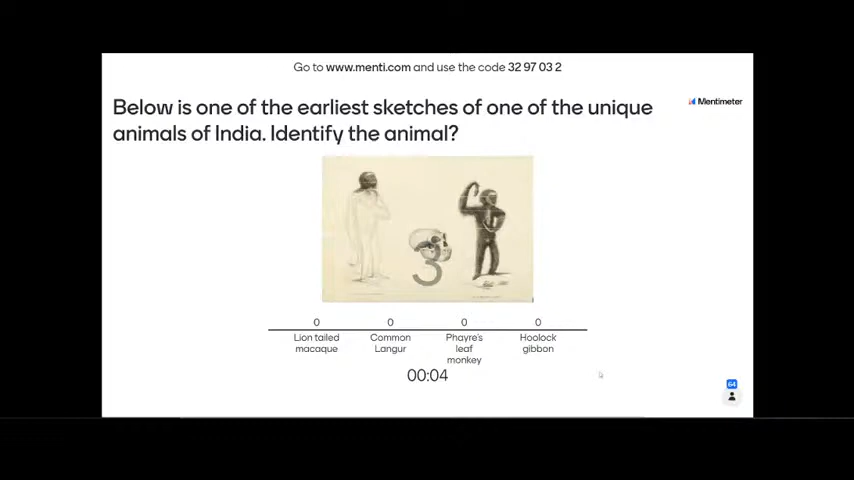 Go to www.menti.com and use the code 32 97 03 2
Mentimeter
Below is one of the earliest sketches of one of the unique
animals of India. Identify the animal?
3
0 0 0 0
Lion tailed macaque
Common Langur
Phayre's leaf monkey
Hoolock gibbon
00:04
64